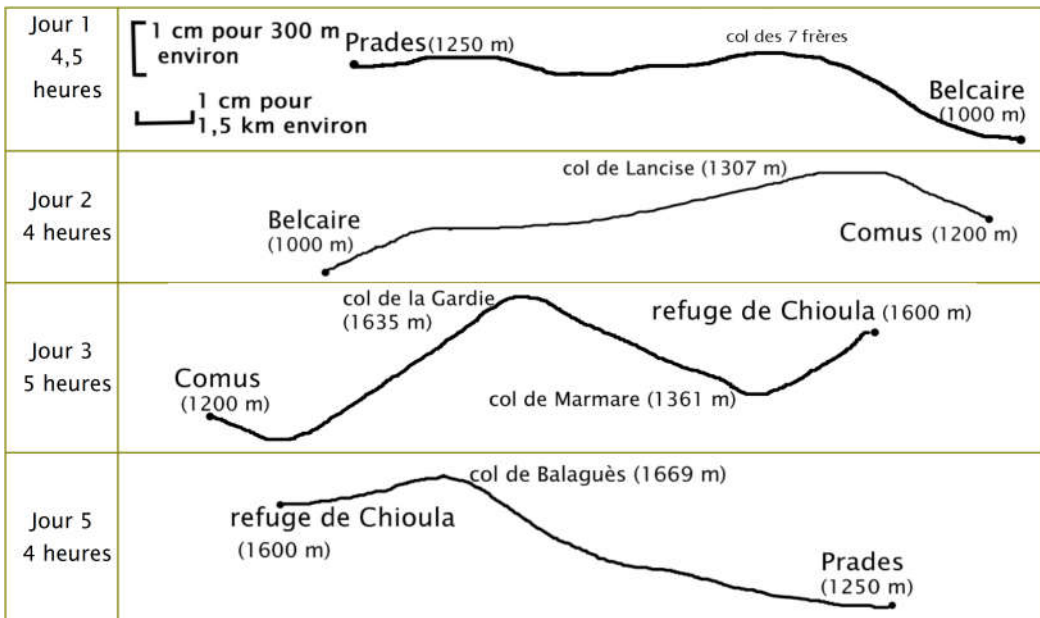 Jour 1
4,5
heures
1 cm pour 300 m
environ
1 cm pour
1,5 km environ
Prades (1250 m)
col des 7 frères
Belcaire
(1000 m)
Jour 2
4 heures
Belcaire
(1000 m)
col de Lancise (1307 m)
Comus (1200 m)
Jour 3
5 heures
Comus
(1200 m)
col de la Gardie
(1635 m)
refuge de Chioula (1600 m)
col de Marmare (1361 m)
Jour 5
4 heures
refuge de Chioula
(1600 m)
col de Balaguès (1669 m)
Prades
(1250 m)